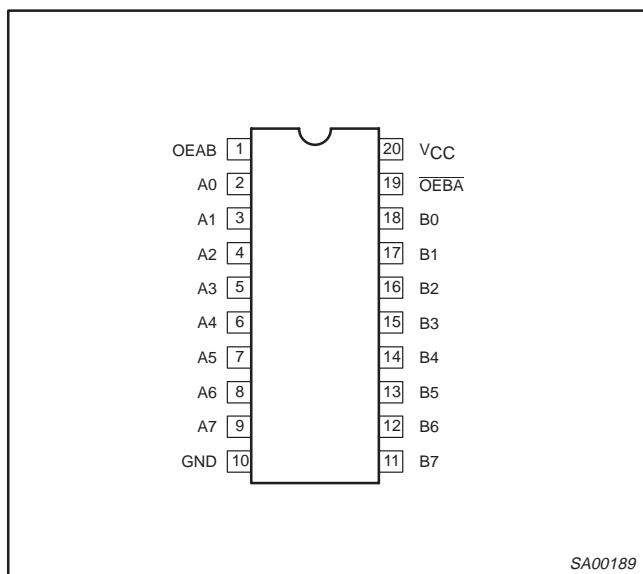 OEAB 1 20 VCC
A0 2 19 O̅E̅B̅A̅
A1 3 18 B0
A2 4 17 B1
A3 5 16 B2
A4 6 15 B3
A5 7 14 B4
A6 8 13 B5
A7 9 12 B6
GND 10 11 B7
SA00189